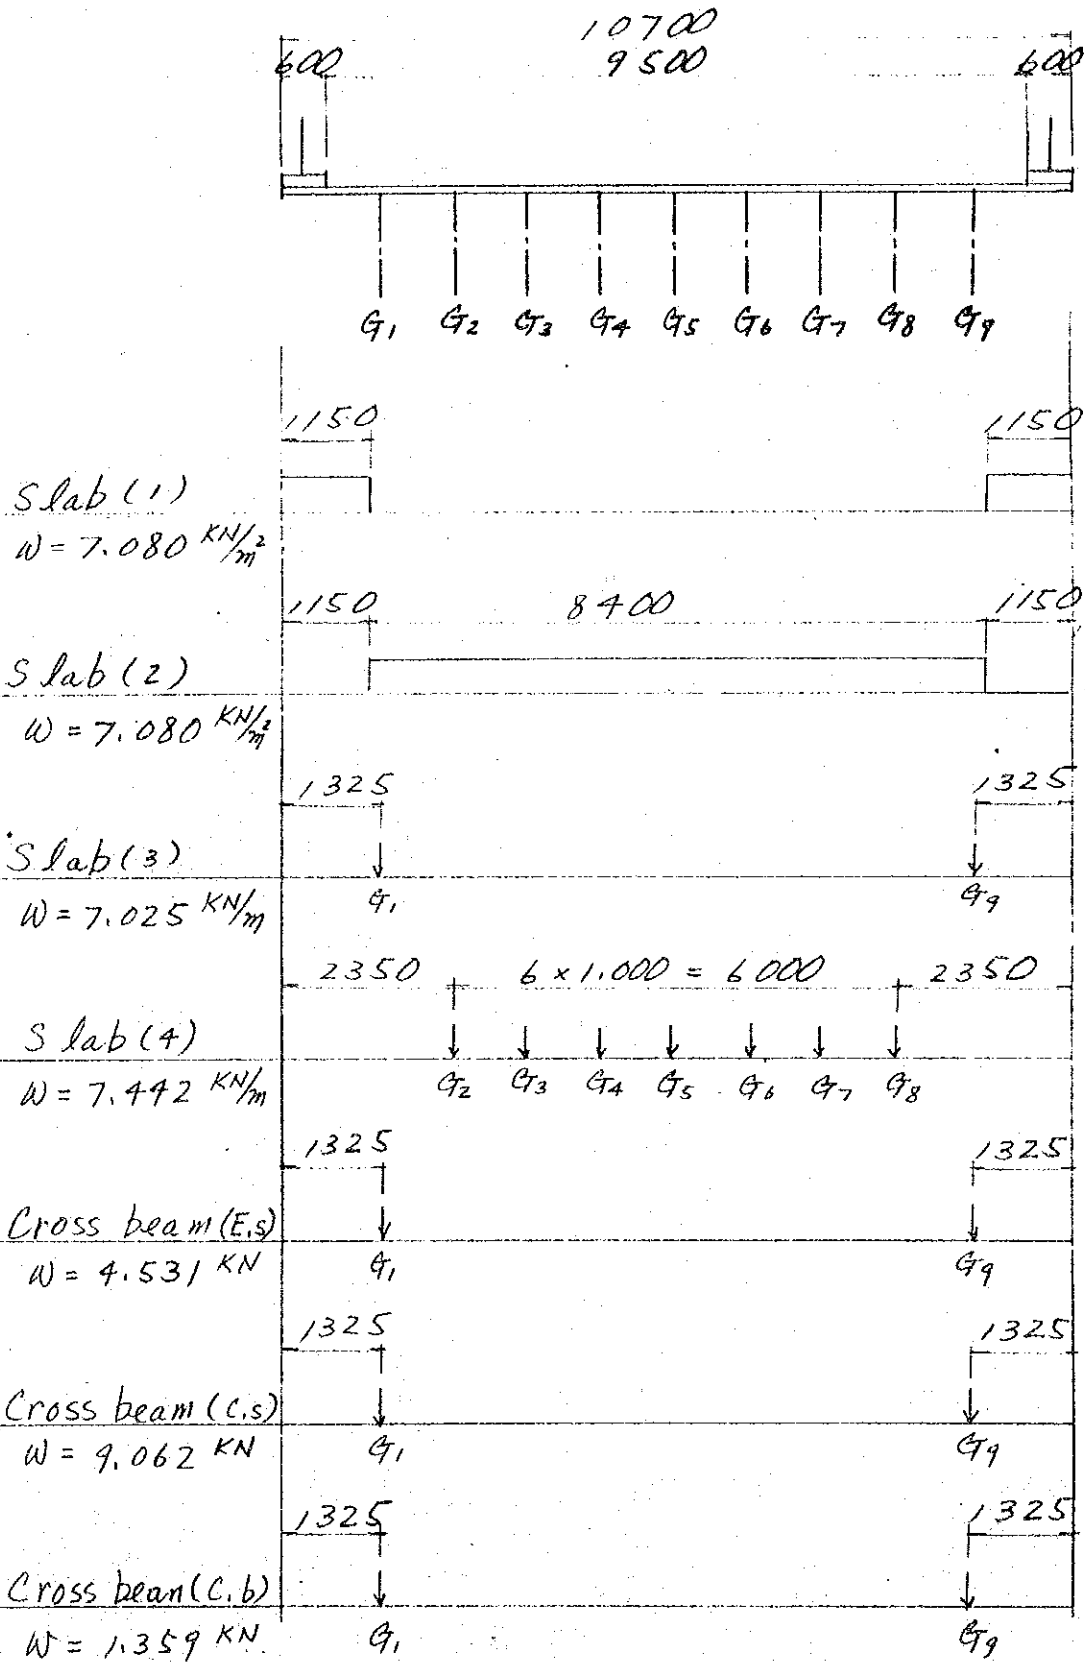 10700
600 9500 600
G1 G2 G3 G4 G5 G6 G7 G8 G9
1150 1150
Slab (1)
W = 7.080 KN/m²
1150 8400 1150
Slab (2)
W = 7.080 KN/m²
1325 1325
Slab (3)
G1 G9
W = 7.025 KN/m
2350 6 x 1.000 = 6000 2350
Slab (4)
G2 G3 G4 G5 G6 G7 G8
W = 7.442 KN/m
1325 1325
Cross beam (E.s)
W = 4.531 KN G1 G9
1325 1325
Cross beam (C.s)
W = 9.062 KN G1 G9
1325 1325
Cross bean (C.b)
W = 1.359 KN G1 G9